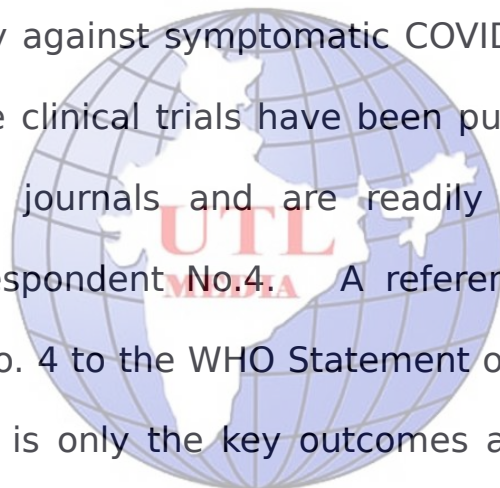 y against symptomatic COVID
e clinical trials have been pu
journals and are readily
spondent No.4. A referen
UTL
MEDIA
o. 4 to the WHO Statement o
is only the key outcomes a